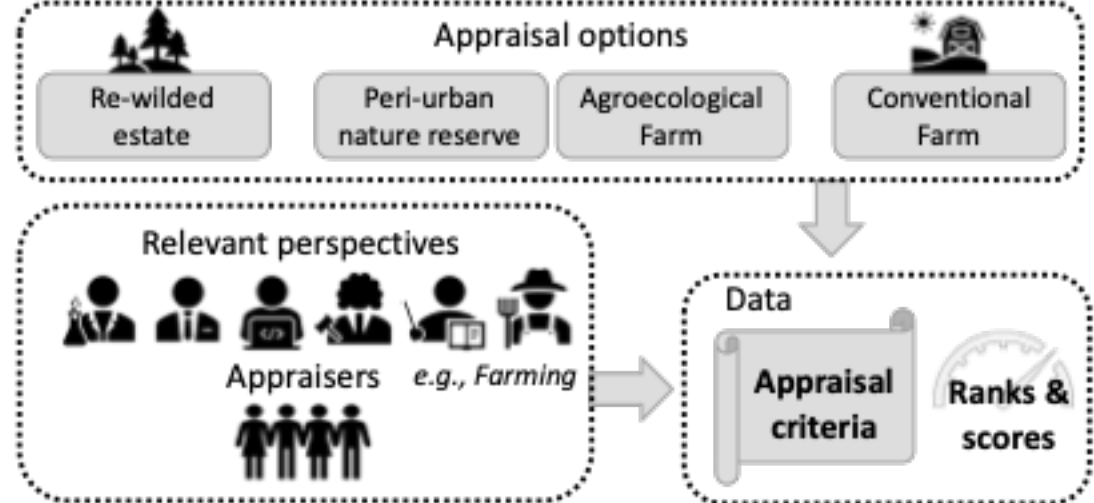 Appraisal options
Re-wilded
estate
Peri-urban
nature reserve
Agroecological
Farm
Conventional
Farm
Relevant perspectives
</>
Appraisers
e.g., Farming
Data
Appraisal
criteria
Ranks &
scores